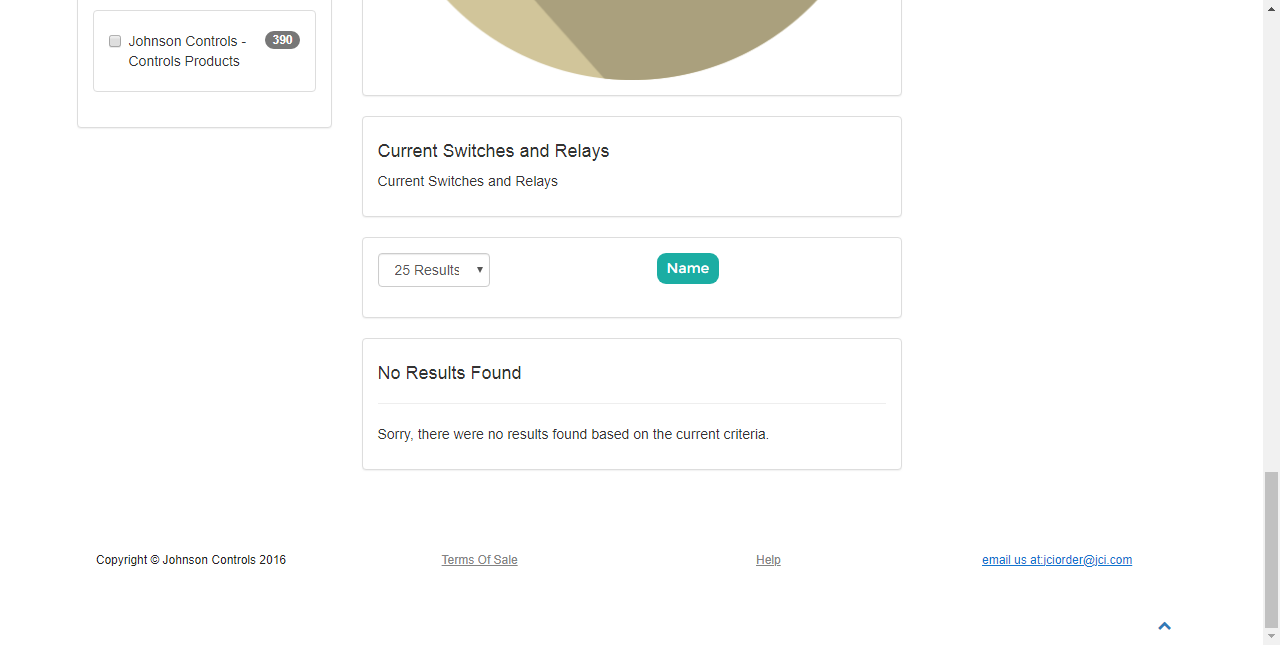 Johnson Controls - 390
Controls Products
Current Switches and Relays
Current Switches and Relays
25 Results
Name
No Results Found
Sorry, there were no results found based on the current criteria.
Copyright © Johnson Controls 2016
Terms Of Sale
Help
email us at:jciorder@jci.com